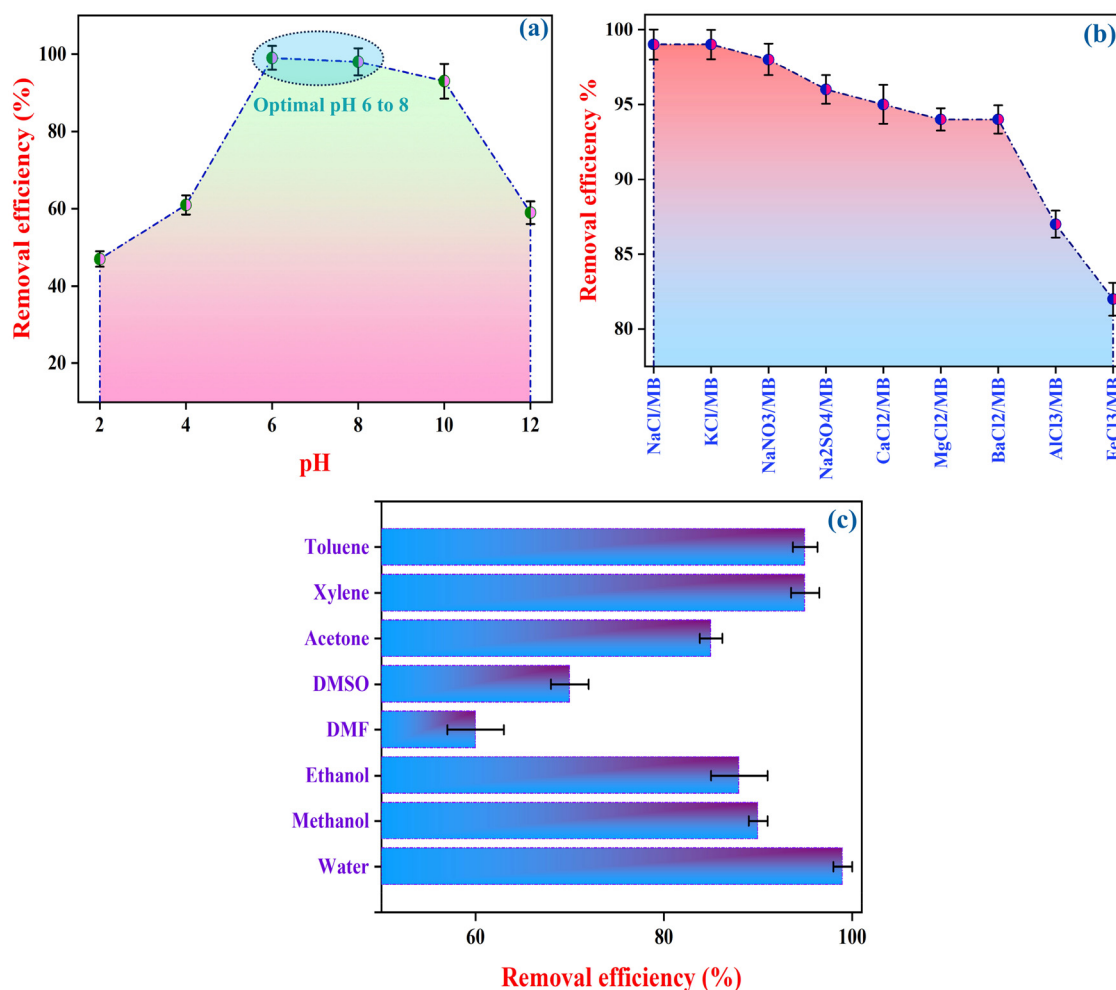 (a)
Removal efficiency (%)
100
80
60
40
20
Optimal pH 6 to 8
2 4 6 8 10 12
pH
(b)
Removal efficiency %
100
95
90
85
80
NaCl/MB
KCl/MB
NaNO3/MB
Na2SO4/MB
CaCl2/MB
MgCl2/MB
BaCl2/MB
AlCl3/MB
FeCl3/MB
(c)
Toluene
Xylene
Acetone
DMSO
DMF
Ethanol
Methanol
Water
60 80 100
Removal efficiency (%)